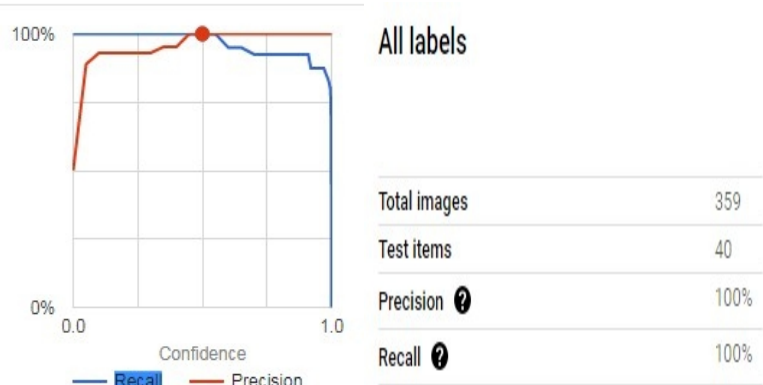 100%
0%
0.0
1.0
Confidence
Recall
Precision
All labels
Total images 359
Test items 40
Precision ? 100%
Recall ? 100%